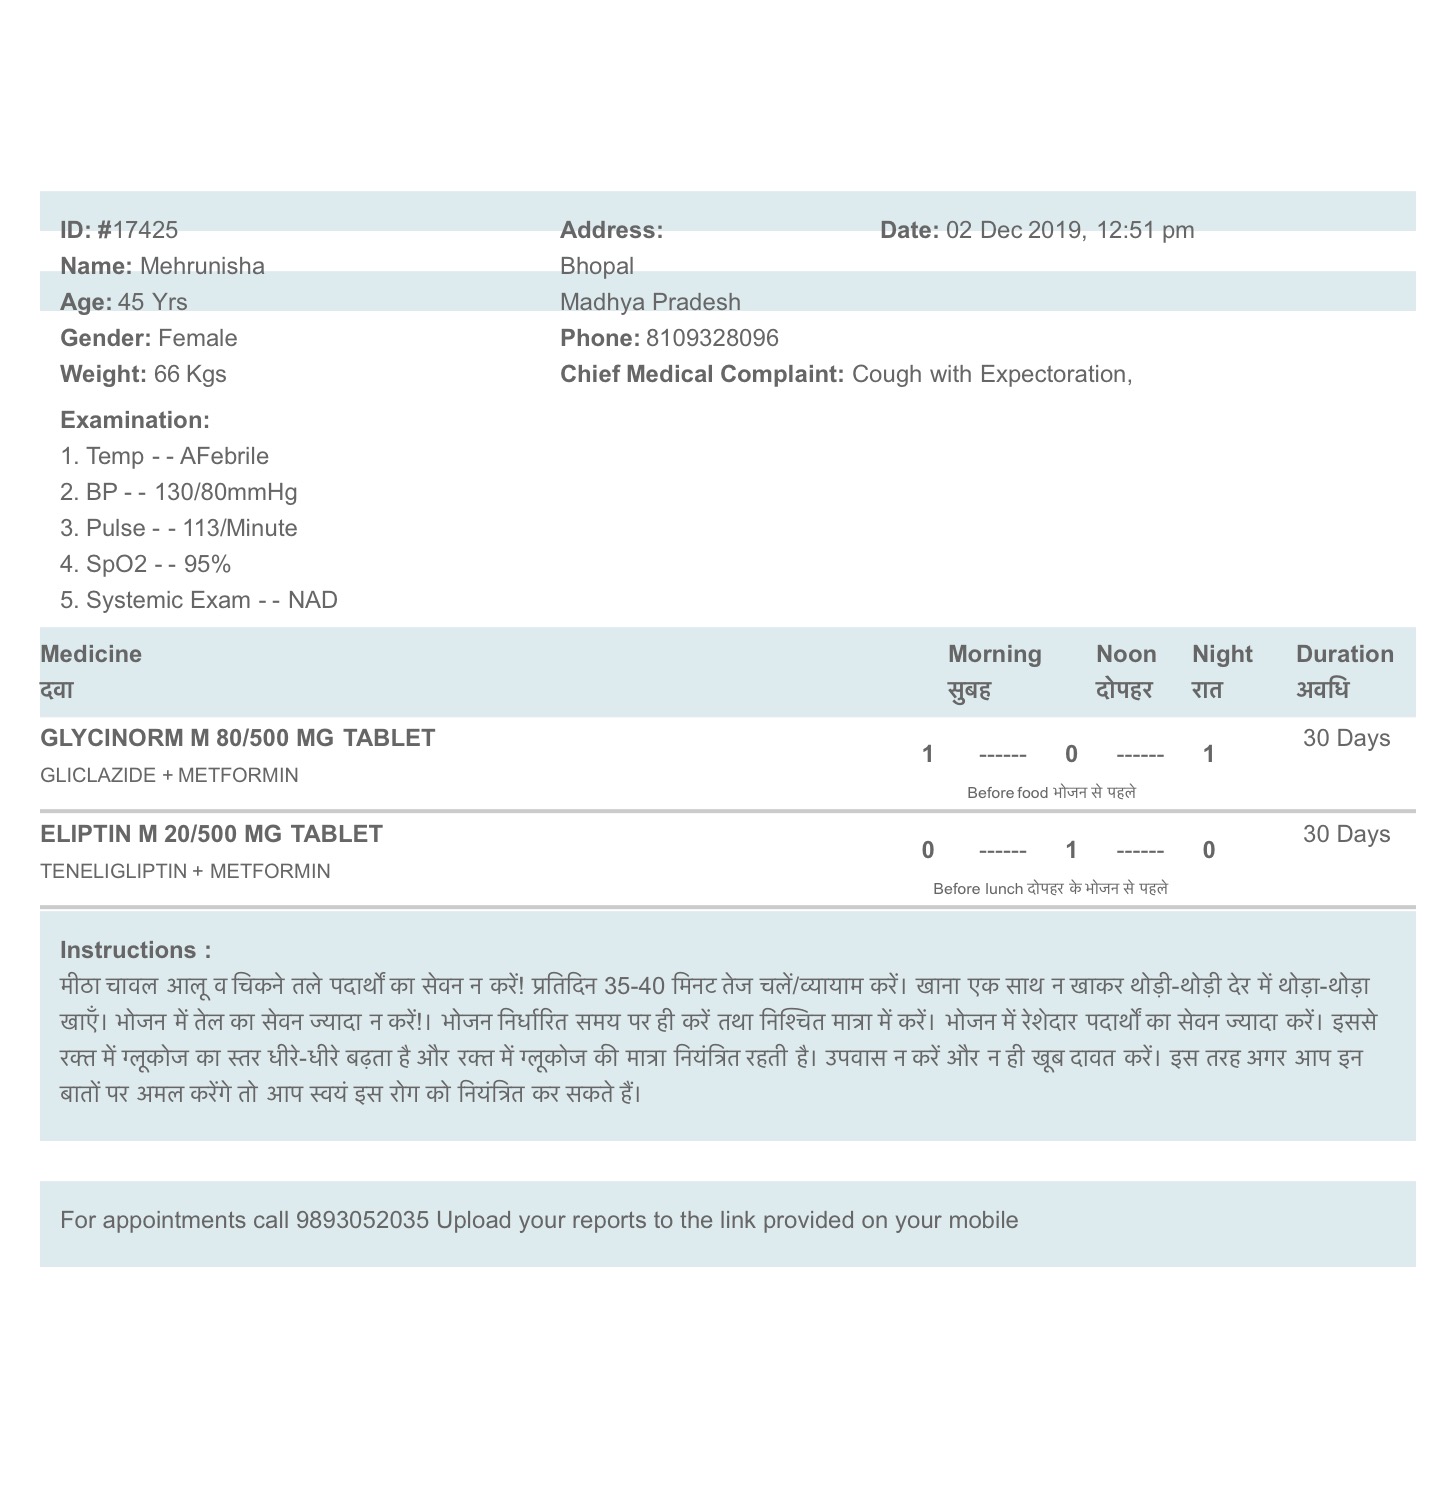 ID: #17425 Address: Date: 02 Dec 2019, 12:51 pm
Name: Mehrunisha Bhopal
Age: 45 Yrs Madhya Pradesh
Gender: Female Phone: 8109328096
Weight: 66 Kgs Chief Medical Complaint: Cough with Expectoration,
Examination:
1. Temp - - AFebrile
2. BP - - 130/80mmHg
3. Pulse - - 113/Minute
4. SpO2 - - 95%
5. Systemic Exam - - NAD
Medicine Morning Noon Night Duration
दवा सुबह दोपहर रात अवधि
GLYCINORM M 80/500 MG TABLET 30 Days
1 ------ 0 ------ 1
GLICLAZIDE + METFORMIN
Before food भोजन से पहले
ELIPTIN M 20/500 MG TABLET 30 Days
0 ------ 1 ------ 0
TENELIGLIPTIN + METFORMIN
Before lunch दोपहर के भोजन से पहले
Instructions :
मीठा चावल आलू व चिकने तले पदार्थों का सेवन न करें! प्रतिदिन 35-40 मिनट तेज चलें/व्यायाम करें। खाना एक साथ न खाकर थोड़ी-थोड़ी देर में थोड़ा-थोड़ा
खाएँ। भोजन में तेल का सेवन ज्यादा न करें!। भोजन निर्धारित समय पर ही करें तथा निश्चित मात्रा में करें। भोजन में रेशेदार पदार्थों का सेवन ज्यादा करें। इससे
रक्त में ग्लूकोज का स्तर धीरे-धीरे बढ़ता है और रक्त में ग्लूकोज की मात्रा नियंत्रित रहती है। उपवास न करें और न ही खूब दावत करें। इस तरह अगर आप इन
बातों पर अमल करेंगे तो आप स्वयं इस रोग को नियंत्रित कर सकते हैं।
For appointments call 9893052035 Upload your reports to the link provided on your mobile